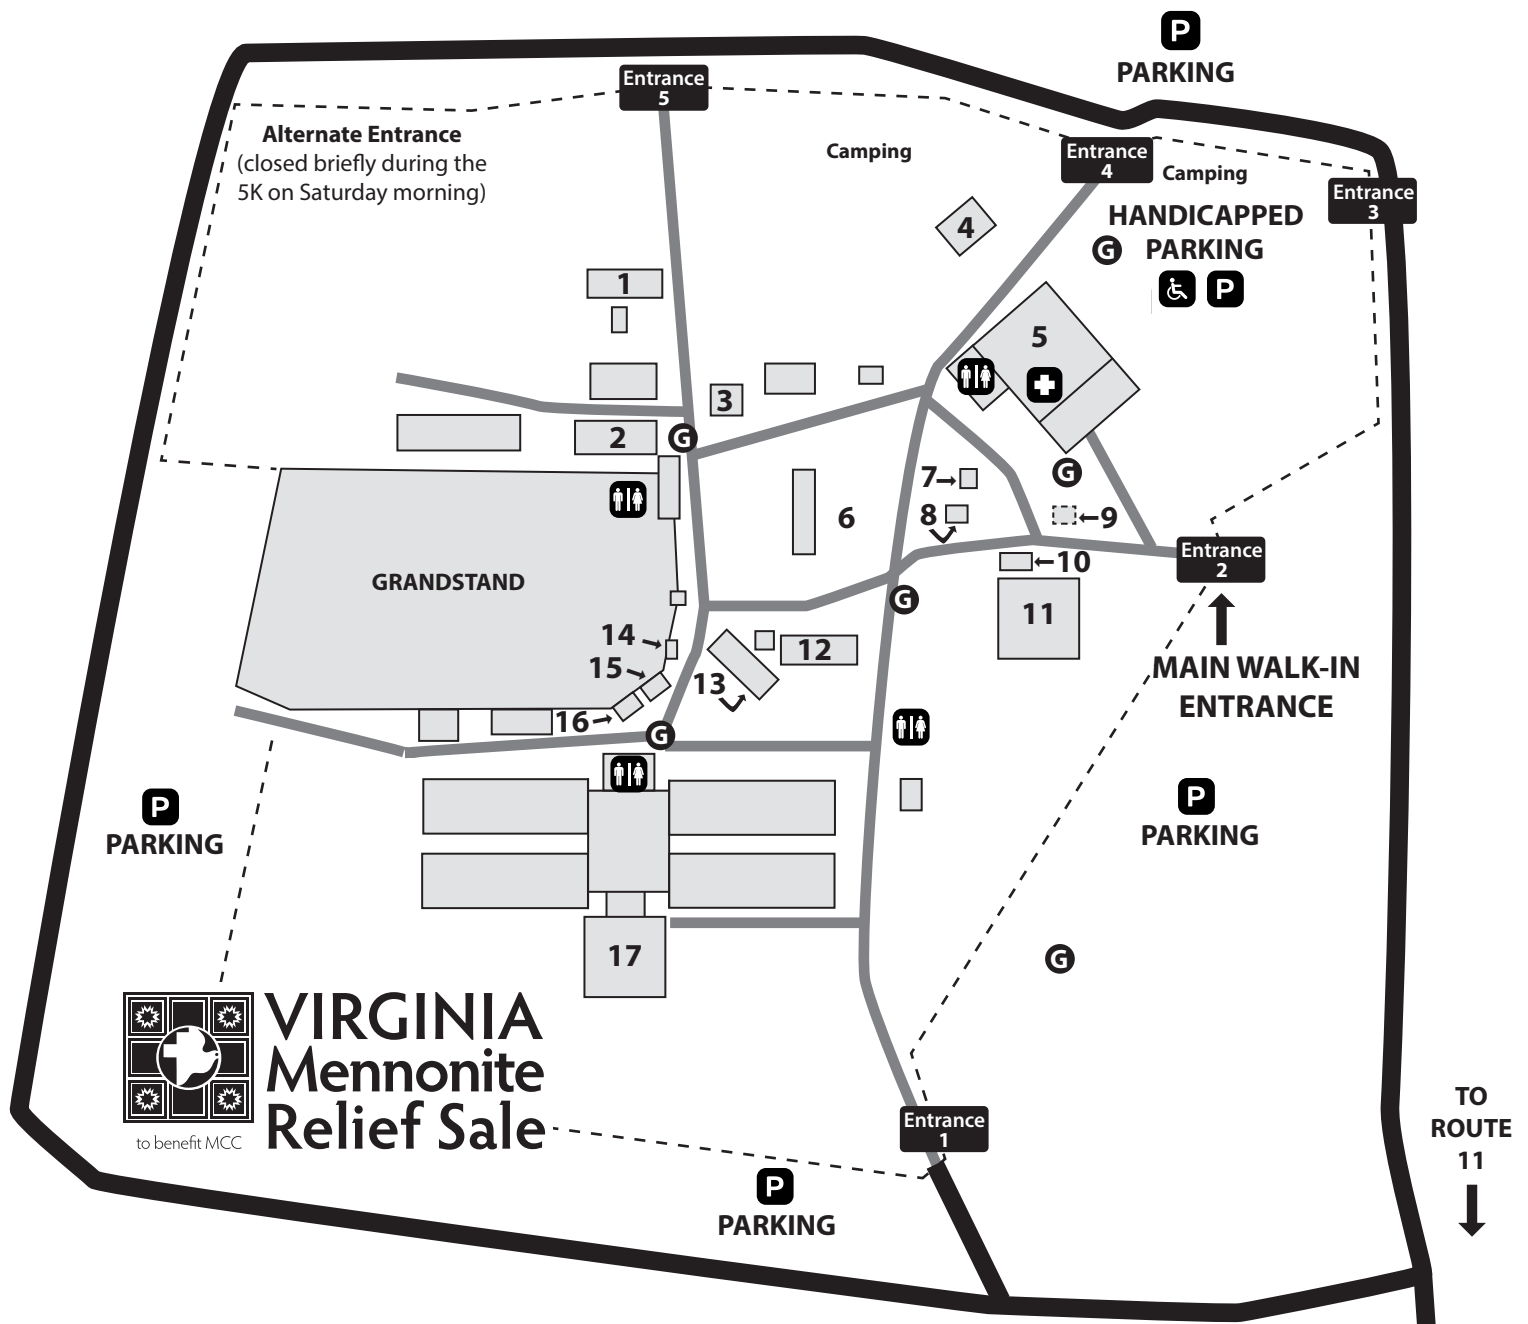 P
PARKING
Entrance
5
Alternate Entrance
(closed briefly during the
5K on Saturday morning)
Camping
Entrance
4
Camping
Entrance
3
HANDICAPPED
G PARKING
P
4
1
5
3
2
G
G
7
6
8
9
Entrance
2
10
GRANDSTAND
G
11
14
12
15
13
MAIN WALK-IN
ENTRANCE
16
G
P
PARKING
P
PARKING
17
G
VIRGINIA
Mennonite
Relief Sale
to benefit MCC
Entrance
1
TO
ROUTE
11
P
PARKING